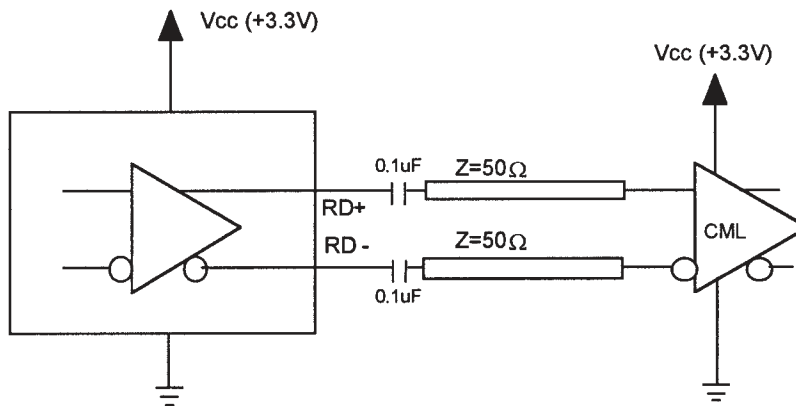 Vcc (+3.3V)
Vcc (+3.3V)
0.1uF
Z=50Ω
RD+
RD -
CML
Z=50Ω
0.1uF